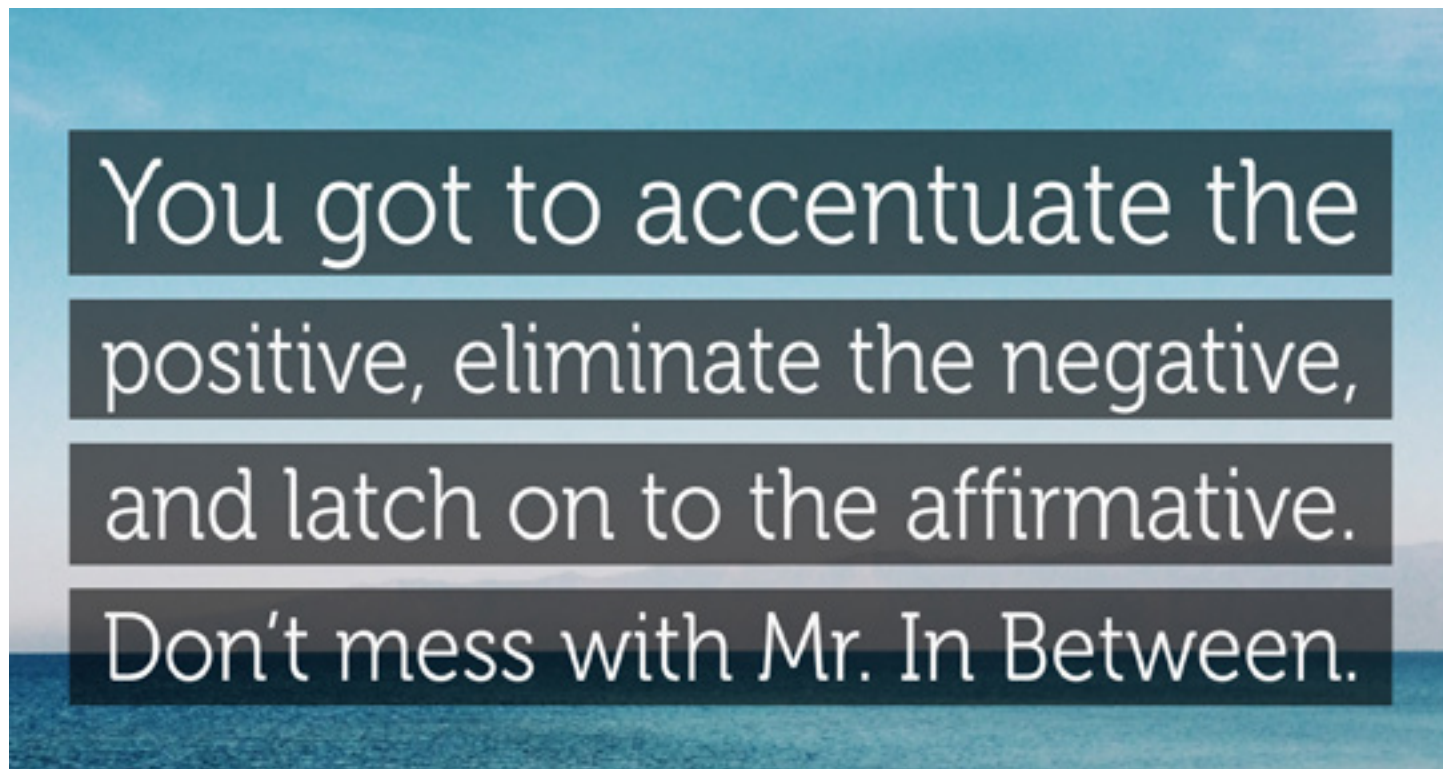 You got to accentuate the
positive, eliminate the negative,
and latch on to the affirmative.
Don’t mess with Mr. In Between.